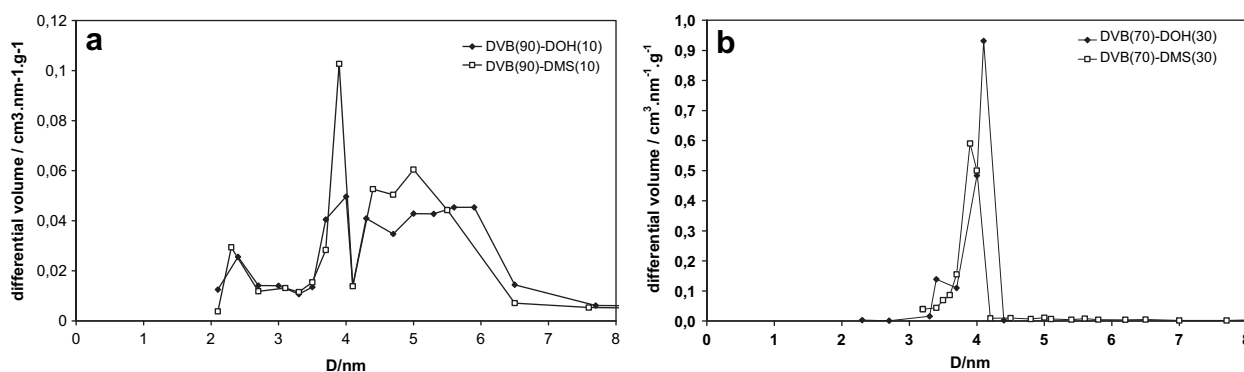 a
DVB(90)-DOH(10)
DVB(90)-DMS(10)
differential volume / cm3.nm-1.g-1
0,12
0,1
0,08
0,06
0,04
0,02
0
0 1 2 3 4 5 6 7 8
D/nm
b
DVB(70)-DOH(30)
DVB(70)-DMS(30)
differential volume / cm³.nm⁻¹.g⁻¹
1,0
0,9
0,8
0,7
0,6
0,5
0,4
0,3
0,2
0,1
0,0
0 1 2 3 4 5 6 7 8
D/nm